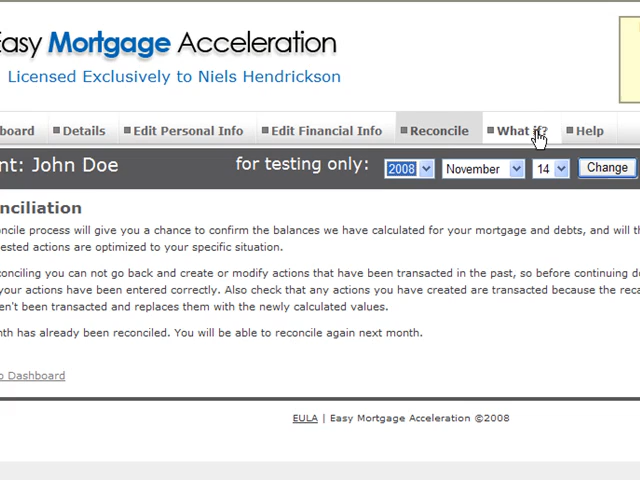 Easy Mortgage Acceleration
Licensed Exclusively to Niels Hendrickson
board Details Edit Personal Info Edit Financial Info Reconcile What if? Help
nt: John Doe for testing only: 2008 November 14 Change
nciliation
oncile process will give you a chance to confirm the balances we have calculated for your mortgage and debts, and will th
ested actions are optimized to your specific situation.
conciling you can not go back and create or modify actions that have been transacted in the past, so before continuing do
your actions have been entered correctly. Also check that any actions you have created are transacted because the reca
en't been transacted and replaces them with the newly calculated values.
nth has already been reconciled. You will be able to reconcile again next month.
o Dashboard
EULA | Easy Mortgage Acceleration ©2008